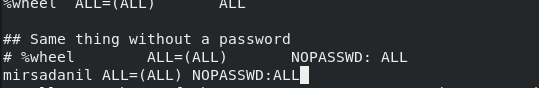 %wheel ALL=(ALL) ALL
## Same thing without a password
# %wheel ALL=(ALL) NOPASSWD: ALL
mirsadanil ALL=(ALL) NOPASSWD:ALL